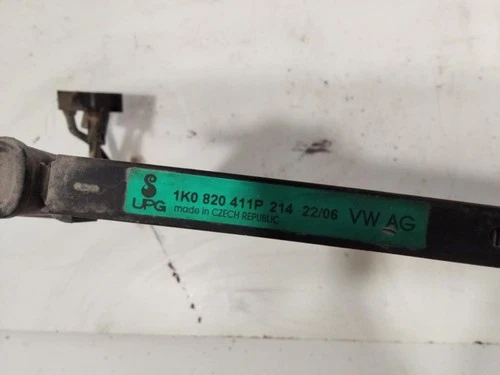 1K0 820 411P 214 22/06 VW AG
UPG made in CZECH REPUBLIC